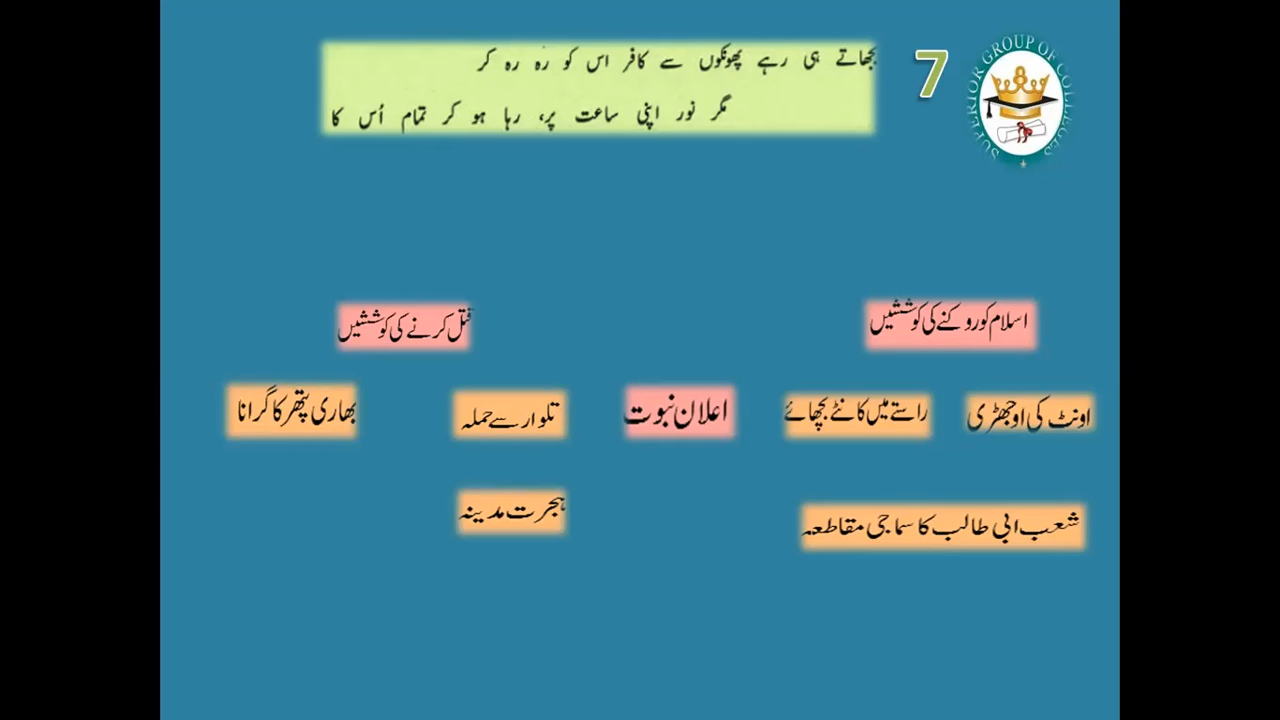 7
SUPERIOR GROUP OF COLLEGES
بجھاتے ہی رہے پھونکوں سے کافر اس کو رہ رہ کر
مگر نور اپنی ساعت پر، رہا ہو کر تمام اُس کا
اسلام کو روکنے کی کوششیں
قتل کرنے کی کوششیں
اونٹ کی اوجھڑی
راستے میں کانٹے بچھائے
اعلان نبوت
تلوار سے حملہ
بھاری پتھر کا گرانا
شعب ابی طالب کا سماجی مقاطعہ
ہجرت مدینہ